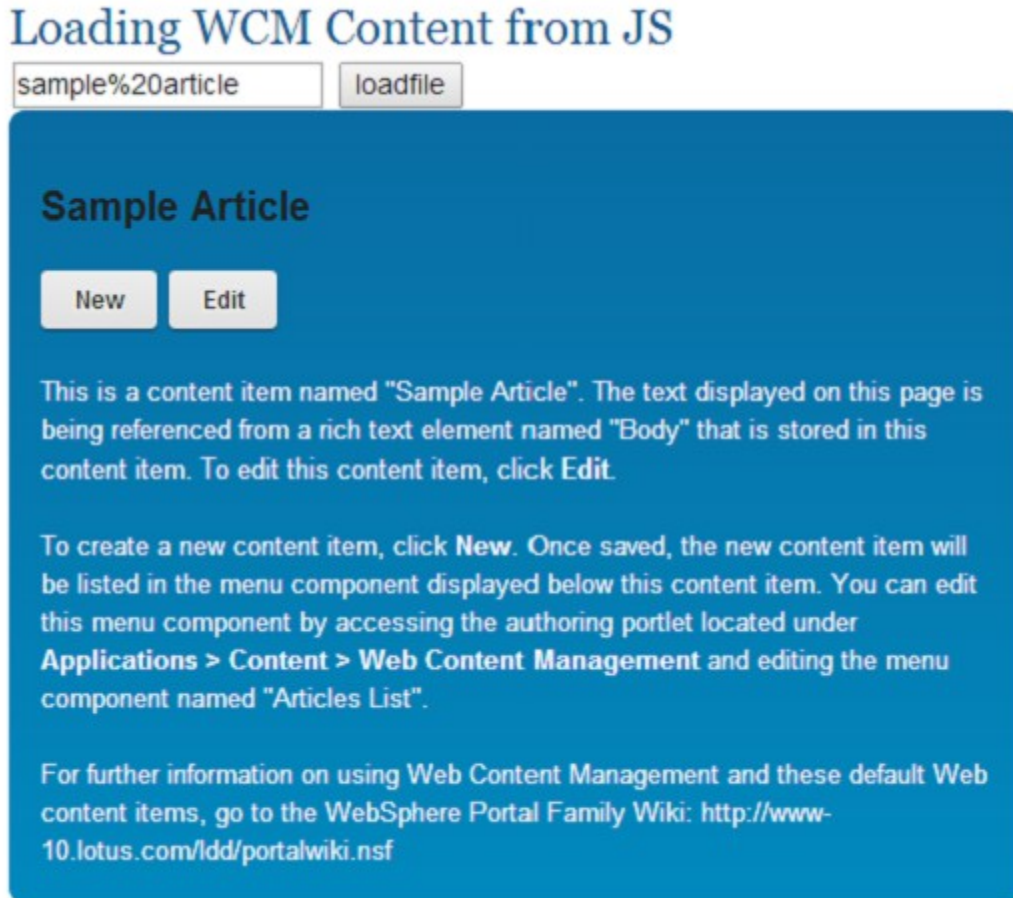 Loading WCM Content from JS
sample%20article loadfile
Sample Article
New Edit
This is a content item named "Sample Article". The text displayed on this page is
being referenced from a rich text element named "Body" that is stored in this
content item. To edit this content item, click Edit.
To create a new content item, click New. Once saved, the new content item will
be listed in the menu component displayed below this content item. You can edit
this menu component by accessing the authoring portlet located under
Applications > Content > Web Content Management and editing the menu
component named "Articles List".
For further information on using Web Content Management and these default Web
content items, go to the WebSphere Portal Family Wiki: http://www-
10.lotus.com/ldd/portalwiki.nsf